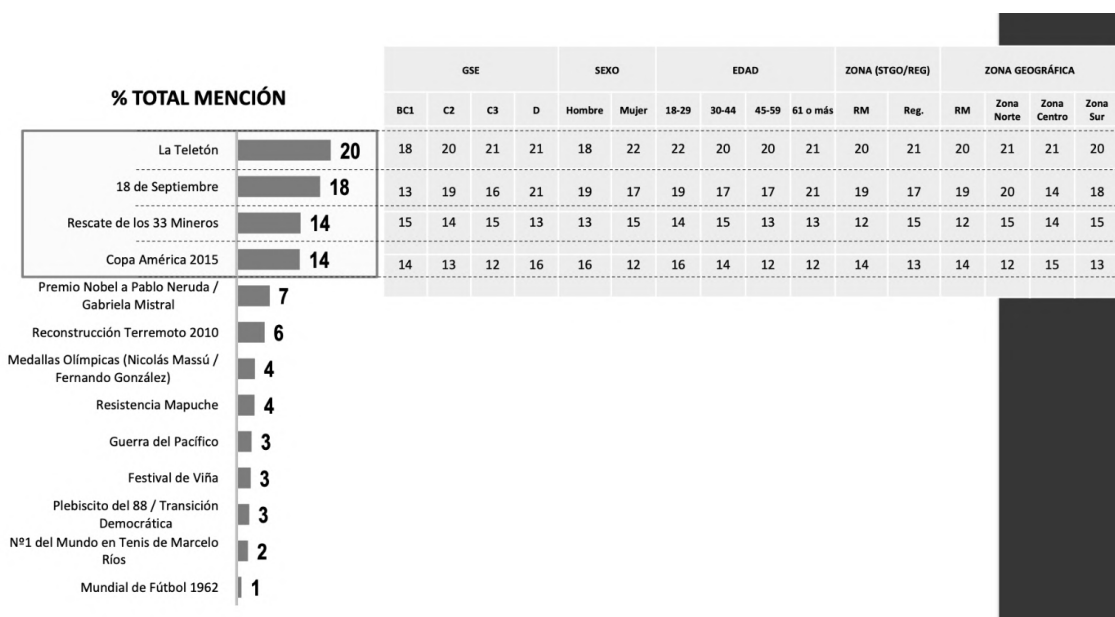 GSE SEXO EDAD ZONA (STGO/REG) ZONA GEOGRÁFICA
% TOTAL MENCIÓN
BC1 C2 C3 D Hombre Mujer 18-29 30-44 45-59 61 o más RM Reg. RM Zona Norte Zona Centro Zona Sur
La Teletón 20 18 20 21 21 18 22 22 20 20 21 20 21 20 21 21 20
18 de Septiembre 18 13 19 16 21 19 17 19 17 17 21 19 17 19 20 14 18
Rescate de los 33 Mineros 14 15 14 15 13 13 15 14 15 13 13 12 15 12 15 14 15
Copa América 2015 14 14 13 12 16 16 12 16 14 12 12 14 13 14 12 15 13
Premio Nobel a Pablo Neruda /
Gabriela Mistral 7
Reconstrucción Terremoto 2010 6
Medallas Olímpicas (Nicolás Massú /
Fernando González) 4
Resistencia Mapuche 4
Guerra del Pacífico 3
Festival de Viña 3
Plebiscito del 88 / Transición
Democrática 3
Nº1 del Mundo en Tenis de Marcelo
Ríos 2
Mundial de Fútbol 1962 1